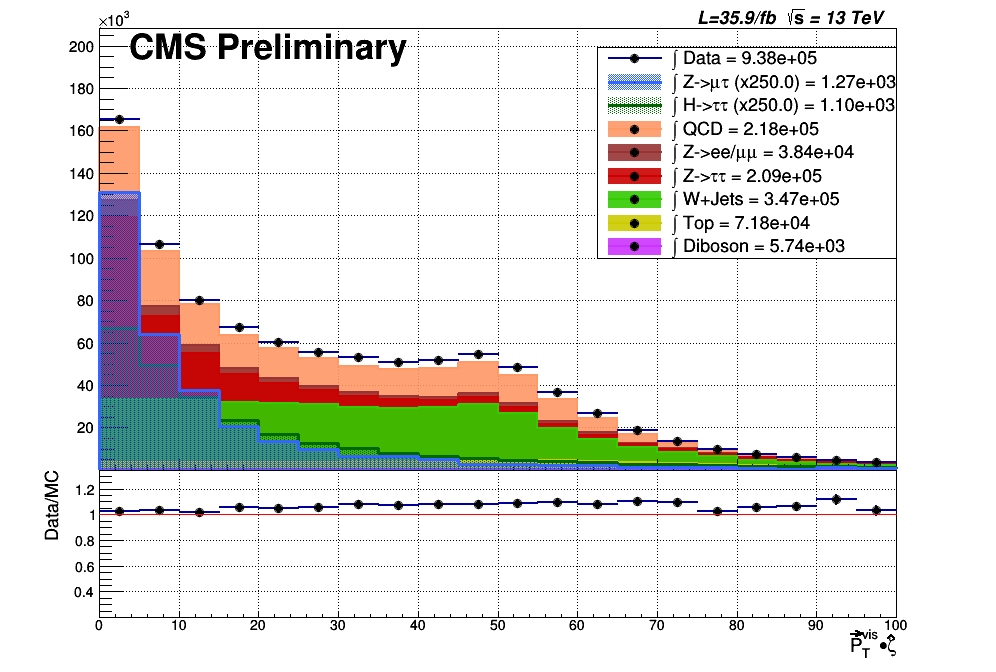 ×10³ L=35.9/fb √s = 13 TeV
CMS Preliminary
∫ Data = 9.38e+05
∫ Z->μτ (x250.0) = 1.27e+03
∫ H->ττ (x250.0) = 1.10e+03
∫ QCD = 2.18e+05
∫ Z->ee/μμ = 3.84e+04
∫ Z->ττ = 2.09e+05
∫ W+Jets = 3.47e+05
∫ Top = 7.18e+04
∫ Diboson = 5.74e+03
200
180
160
140
120
100
80
60
40
20
Data/MC
1.2
1
0.8
0.6
0.4
0 10 20 30 40 50 60 70 80 90 100
P⃗_T^vis •ζ̂